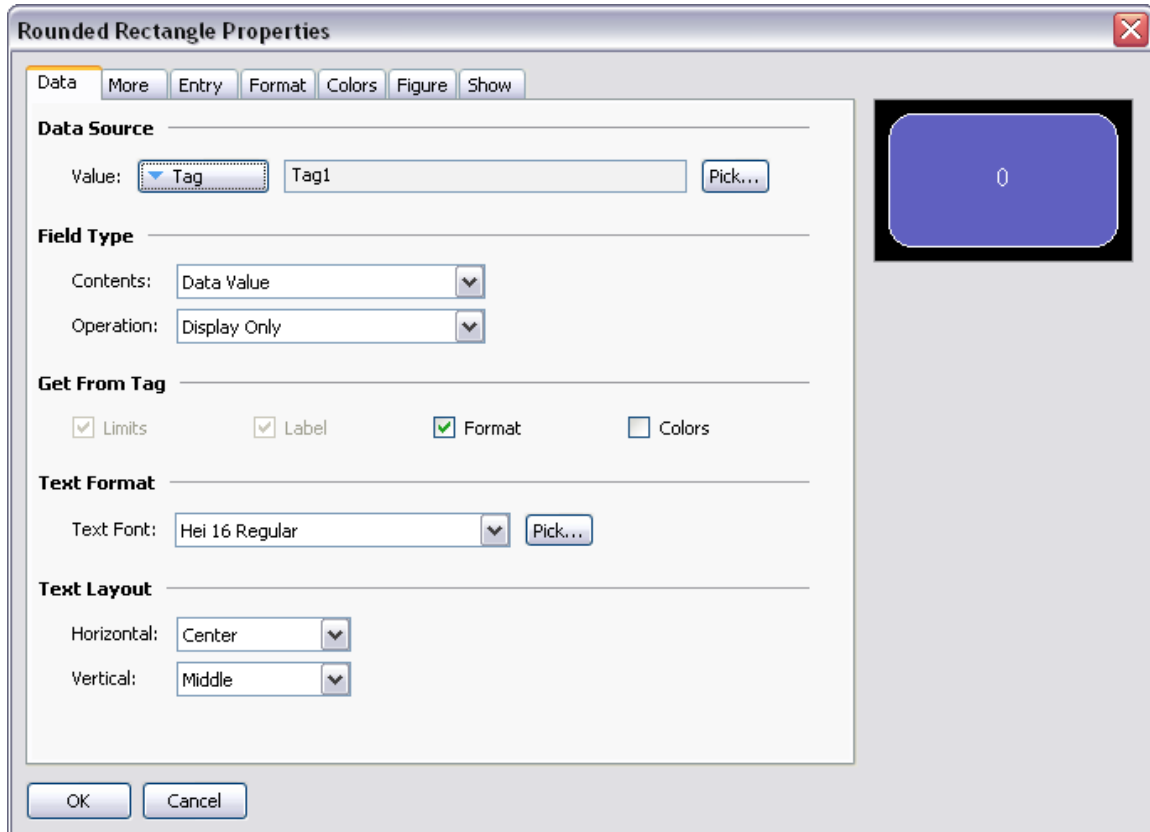 Rounded Rectangle Properties
Data More Entry Format Colors Figure Show
Data Source
Value: Tag Tag1 Pick...
0
Field Type
Contents: Data Value
Operation: Display Only
Get From Tag
Limits Label Format Colors
Text Format
Text Font: Hei 16 Regular Pick...
Text Layout
Horizontal: Center
Vertical: Middle
OK Cancel